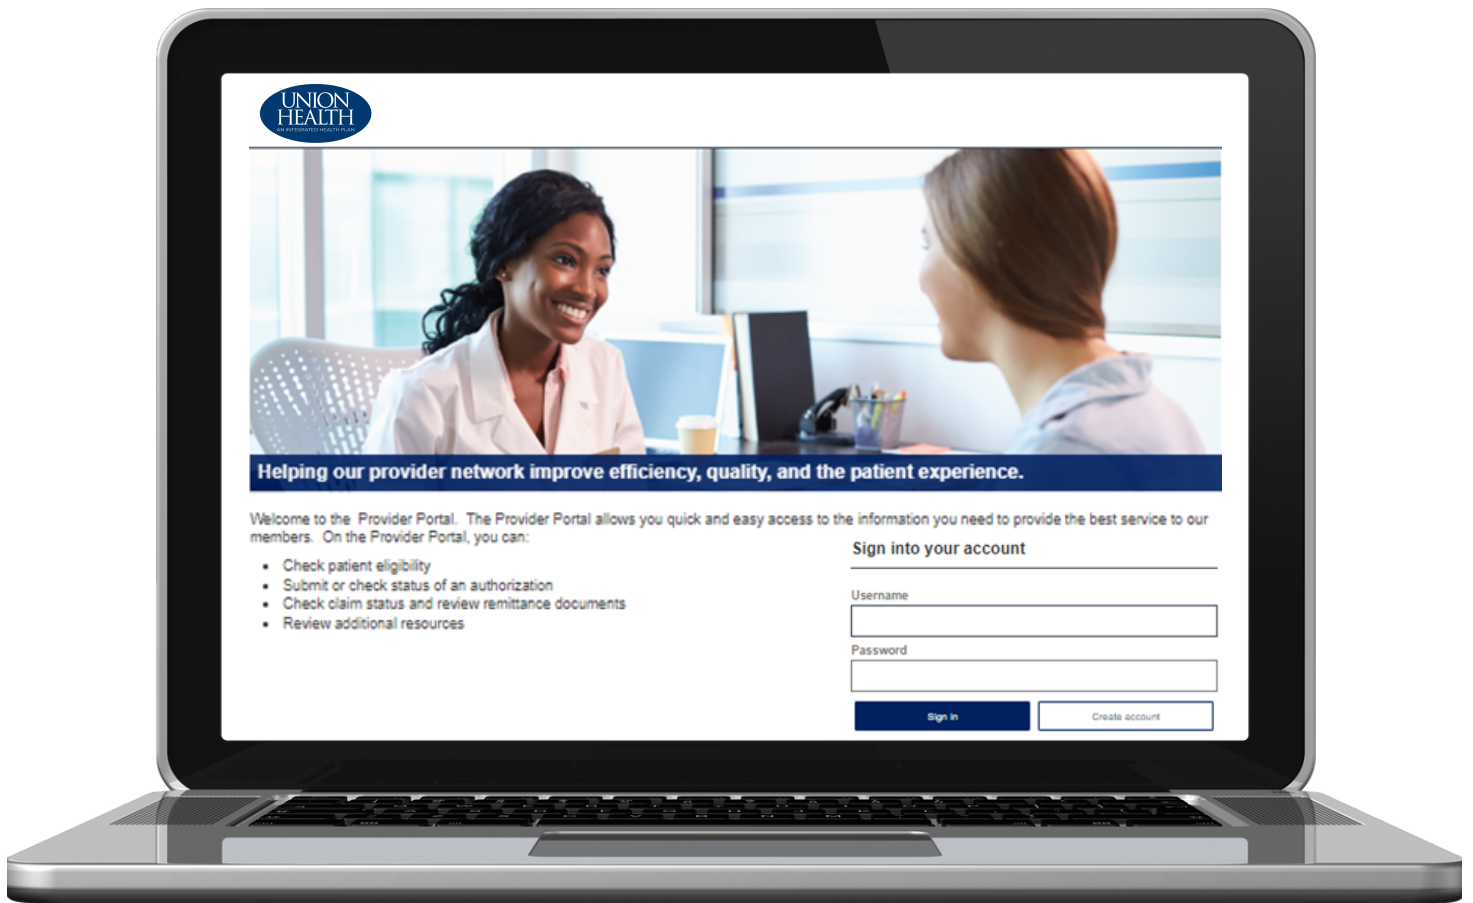 UNION
HEALTH
AN INTEGRATED HEALTH PLAN
Helping our provider network improve efficiency, quality, and the patient experience.
Welcome to the Provider Portal. The Provider Portal allows you quick and easy access to the information you need to provide the best service to our
members. On the Provider Portal, you can:
• Check patient eligibility
• Submit or check status of an authorization
• Check claim status and review remittance documents
• Review additional resources
Sign into your account
Username
Password
Sign in
Create account